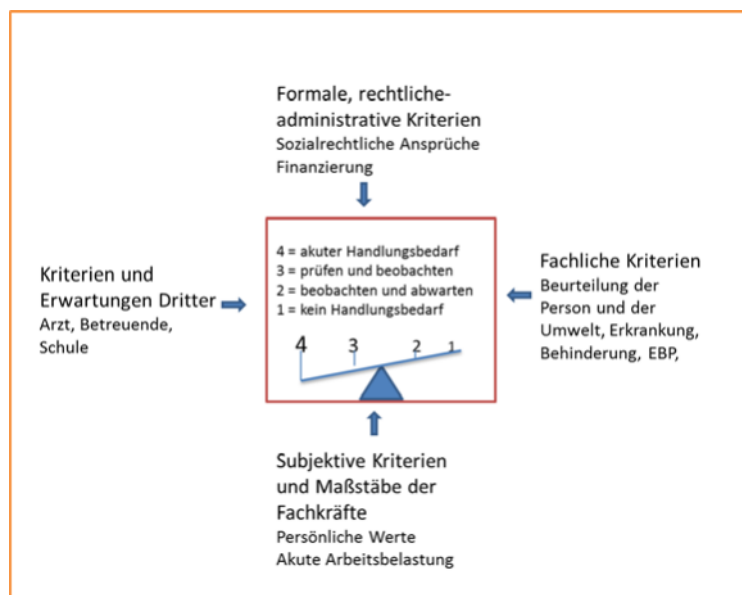 Formale, rechtliche-
administrative Kriterien
Sozialrechtliche Ansprüche
Finanzierung
Kriterien und
Erwartungen Dritter
Arzt, Betreuende,
Schule
4 = akuter Handlungsbedarf
3 = prüfen und beobachten
2 = beobachten und abwarten
1 = kein Handlungsbedarf
4 3 2 1
Fachliche Kriterien
Beurteilung der
Person und der
Umwelt, Erkrankung,
Behinderung, EBP,
Subjektive Kriterien
und Maßstäbe der
Fachkräfte
Persönliche Werte
Akute Arbeitsbelastung